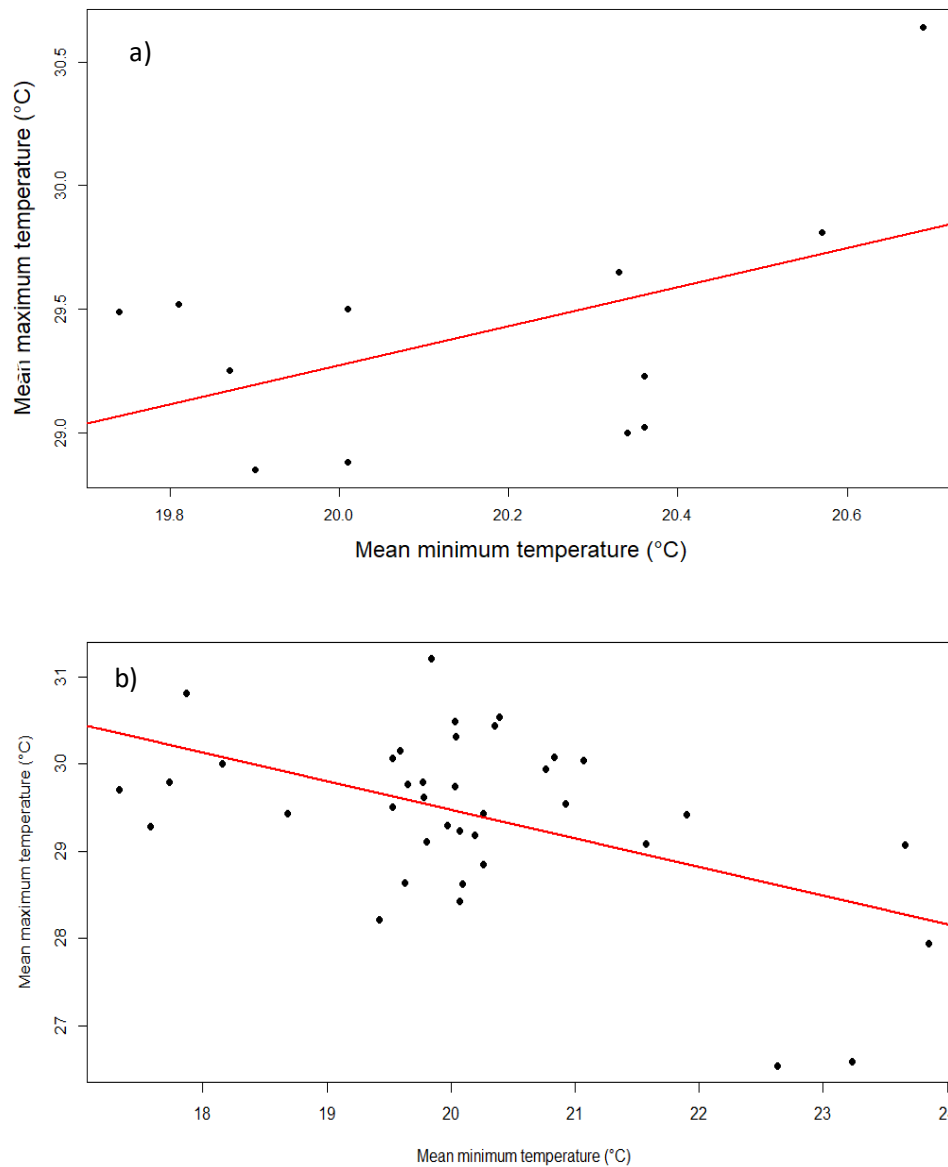 a)
Mean maximum temperature (°C)
30.5
30.0
29.5
29.0
19.8 20.0 20.2 20.4 20.6
Mean minimum temperature (°C)
b)
Mean maximum temperature (°C)
31
30
29
28
27
18 19 20 21 22 23 2
Mean minimum temperature (°C)